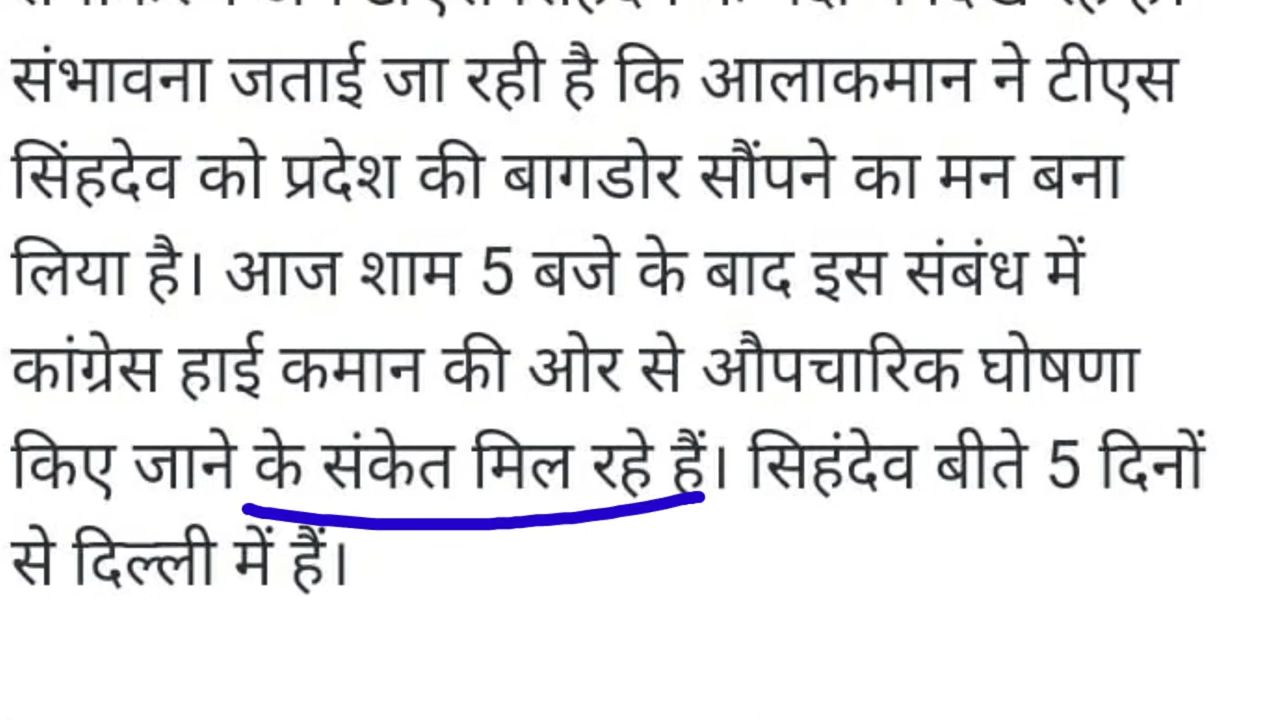 संभावना जताई जा रही है कि आलाकमान ने टीएस
सिंहदेव को प्रदेश की बागडोर सौंपने का मन बना
लिया है। आज शाम 5 बजे के बाद इस संबंध में
कांग्रेस हाई कमान की ओर से औपचारिक घोषणा
किए जाने के संकेत मिल रहे हैं। सिहंदेव बीते 5 दिनों
से दिल्ली में हैं।